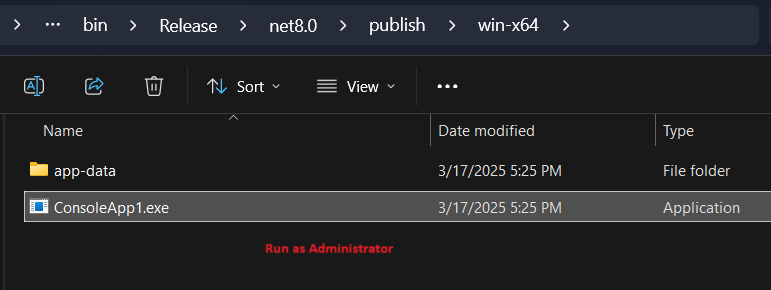 bin Release net8.0 publish win-x64
Sort View
Name Date modified Type
app-data 3/17/2025 5:25 PM File folder
ConsoleApp1.exe 3/17/2025 5:25 PM Application
Run as Administrator